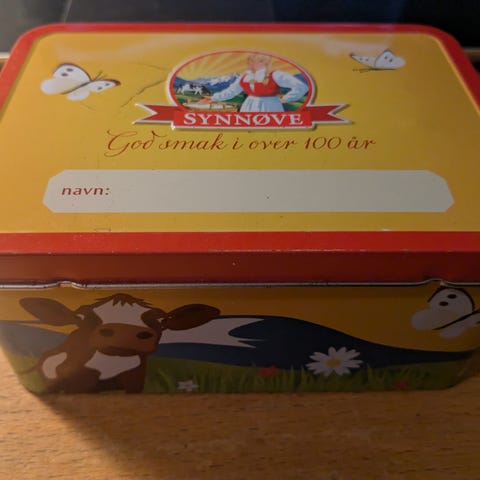 SYNNØVE
God smak i over 100 år
navn: